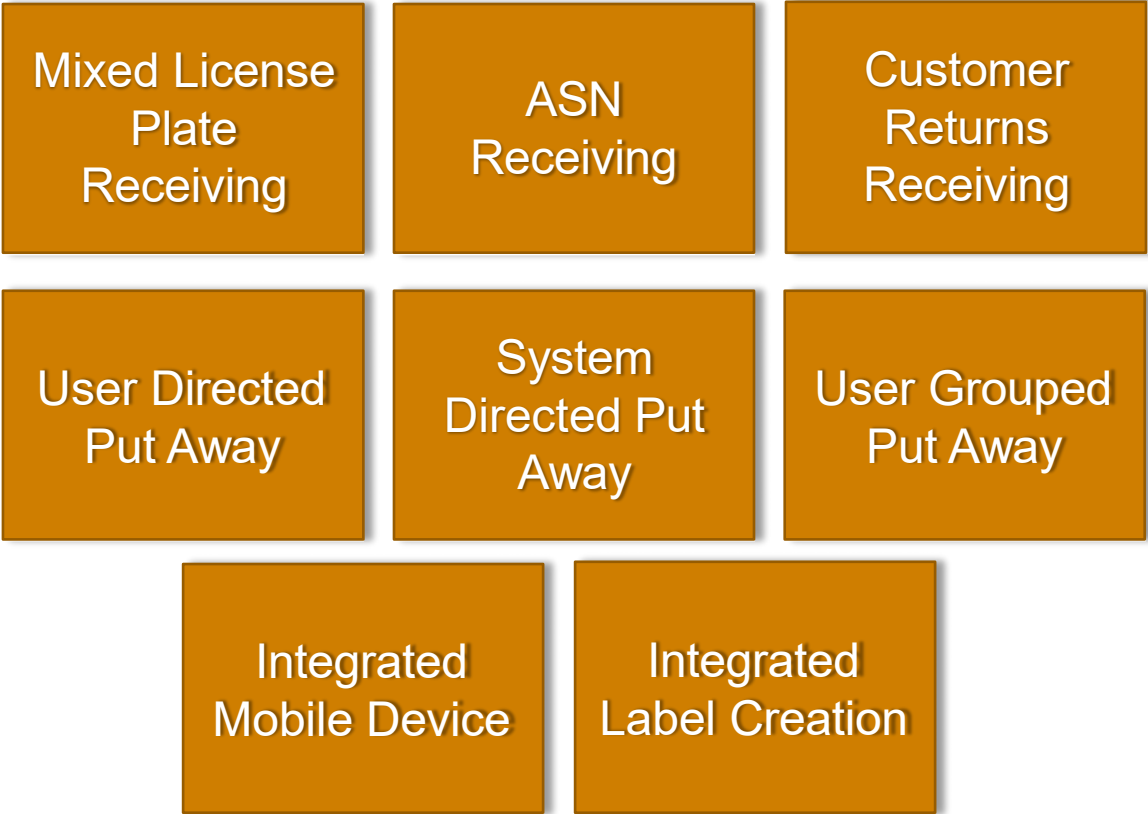 Mixed License
Plate
Receiving
ASN
Receiving
Customer
Returns
Receiving
User Directed
Put Away
System
Directed Put
Away
User Grouped
Put Away
Integrated
Mobile Device
Integrated
Label Creation